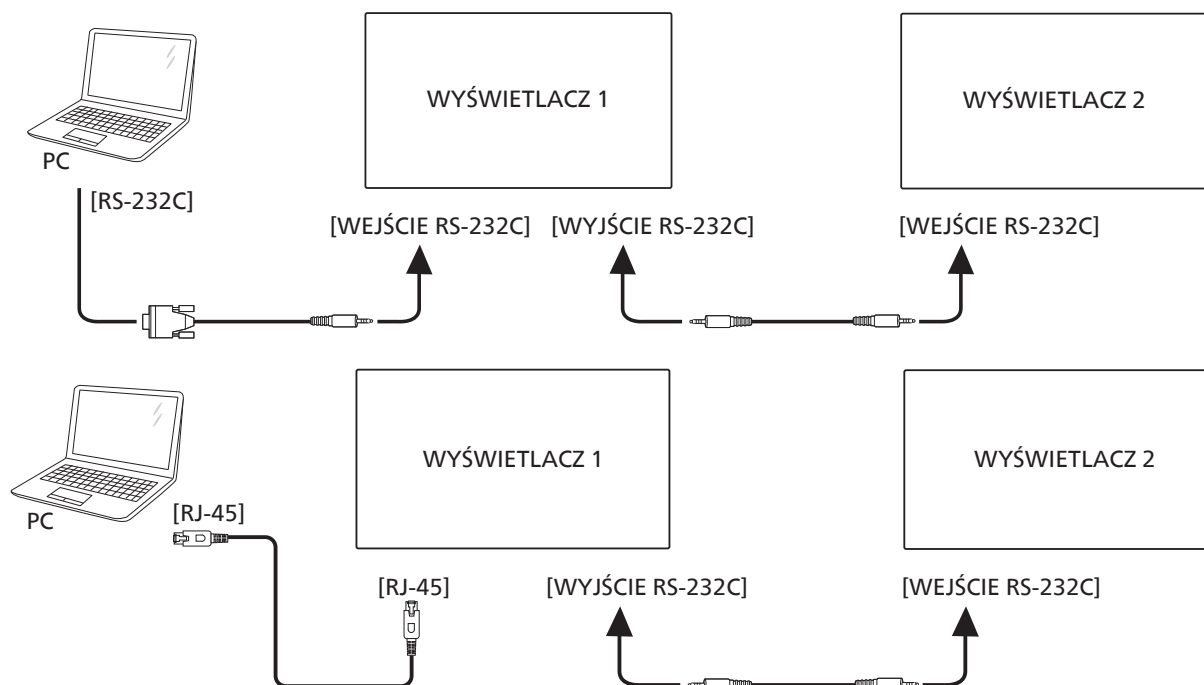 WYŚWIETLACZ 1
WYŚWIETLACZ 2
PC
[RS-232C]
[WEJŚCIE RS-232C]
[WYJŚCIE RS-232C]
[WEJŚCIE RS-232C]
WYŚWIETLACZ 1
WYŚWIETLACZ 2
PC
[RJ-45]
[RJ-45]
[WYJŚCIE RS-232C]
[WEJŚCIE RS-232C]